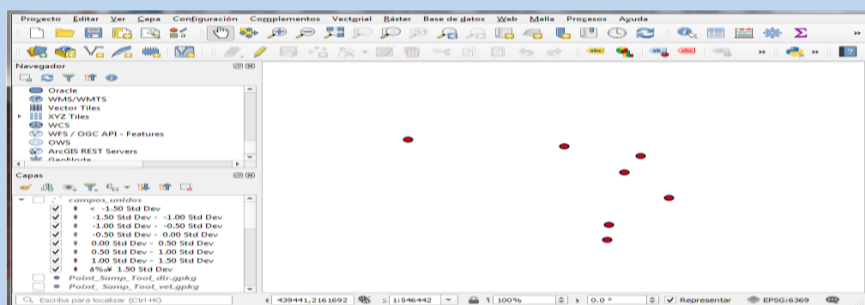 Proyecto Editar Ver Capa Configuración Complementos Vectgrial Ráster Base de datos Web Malla Procesos Ayuda
abc abc abc
Navegador
Oracle
WMS/WMTS
Vector Tiles
XYZ Tiles
WCS
WFS / OGC API - Features
OWS
ArcGIS REST Servers
GeoNode
Capas
campos_unidos
< -1.50 Std Dev
-1.50 Std Dev - -1.00 Std Dev
-1.00 Std Dev - -0.50 Std Dev
-0.50 Std Dev - 0.00 Std Dev
0.00 Std Dev - 0.50 Std Dev
0.50 Std Dev - 1.00 Std Dev
1.00 Std Dev - 1.50 Std Dev
≥ 1.50 Std Dev
Point_Samp_Tool_dir.gpkg
Point_Samp_Tool_vel.gpkg
Escriba para localizar (Ctrl+K) 439441,2161692 1:546442 100% 0.0 ° Representar EPSG:6369